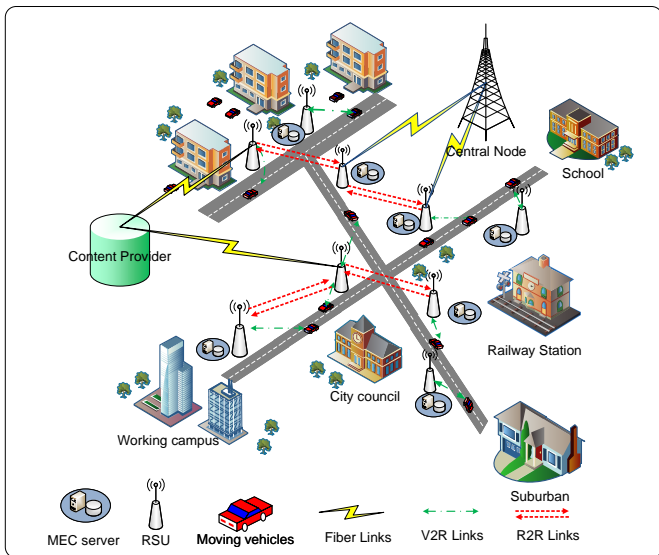 Central Node
School
Content Provider
Railway Station
City council
Working campus
Suburban
MEC server
RSU
Moving vehicles
Fiber Links
V2R Links
R2R Links